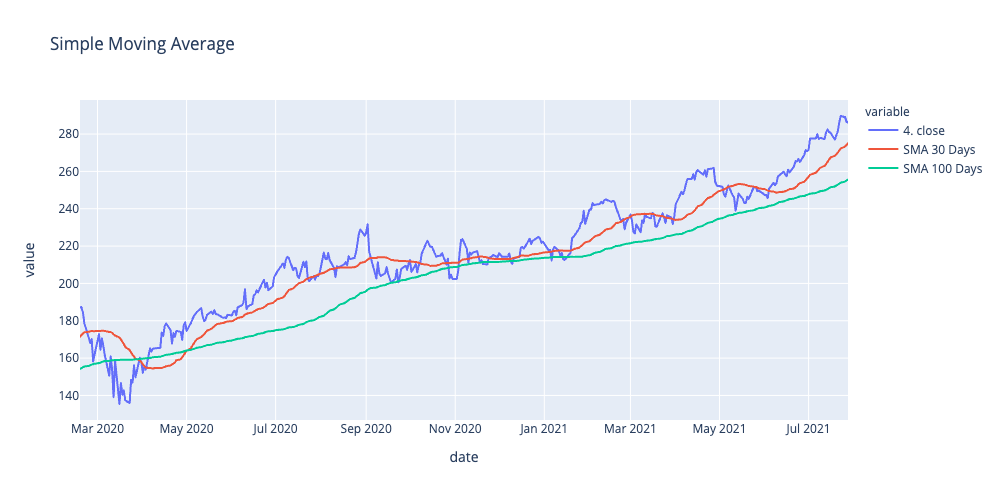 Simple Moving Average
variable
4. close
SMA 30 Days
SMA 100 Days
value
280
260
240
220
200
180
160
140
Mar 2020 May 2020 Jul 2020 Sep 2020 Nov 2020 Jan 2021 Mar 2021 May 2021 Jul 2021
date